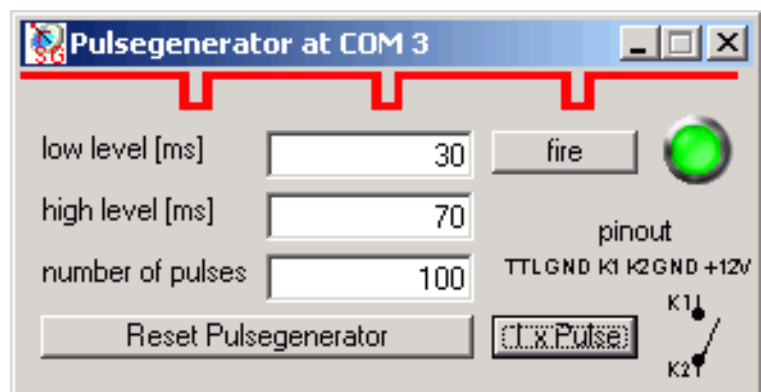 Pulsegenerator at COM 3
low level [ms] 30 fire
high level [ms] 70
pinout
number of pulses 100 TTL GND K1 K2 GND +12V
K1
Reset Pulsegenerator 1 x Pulse
K2